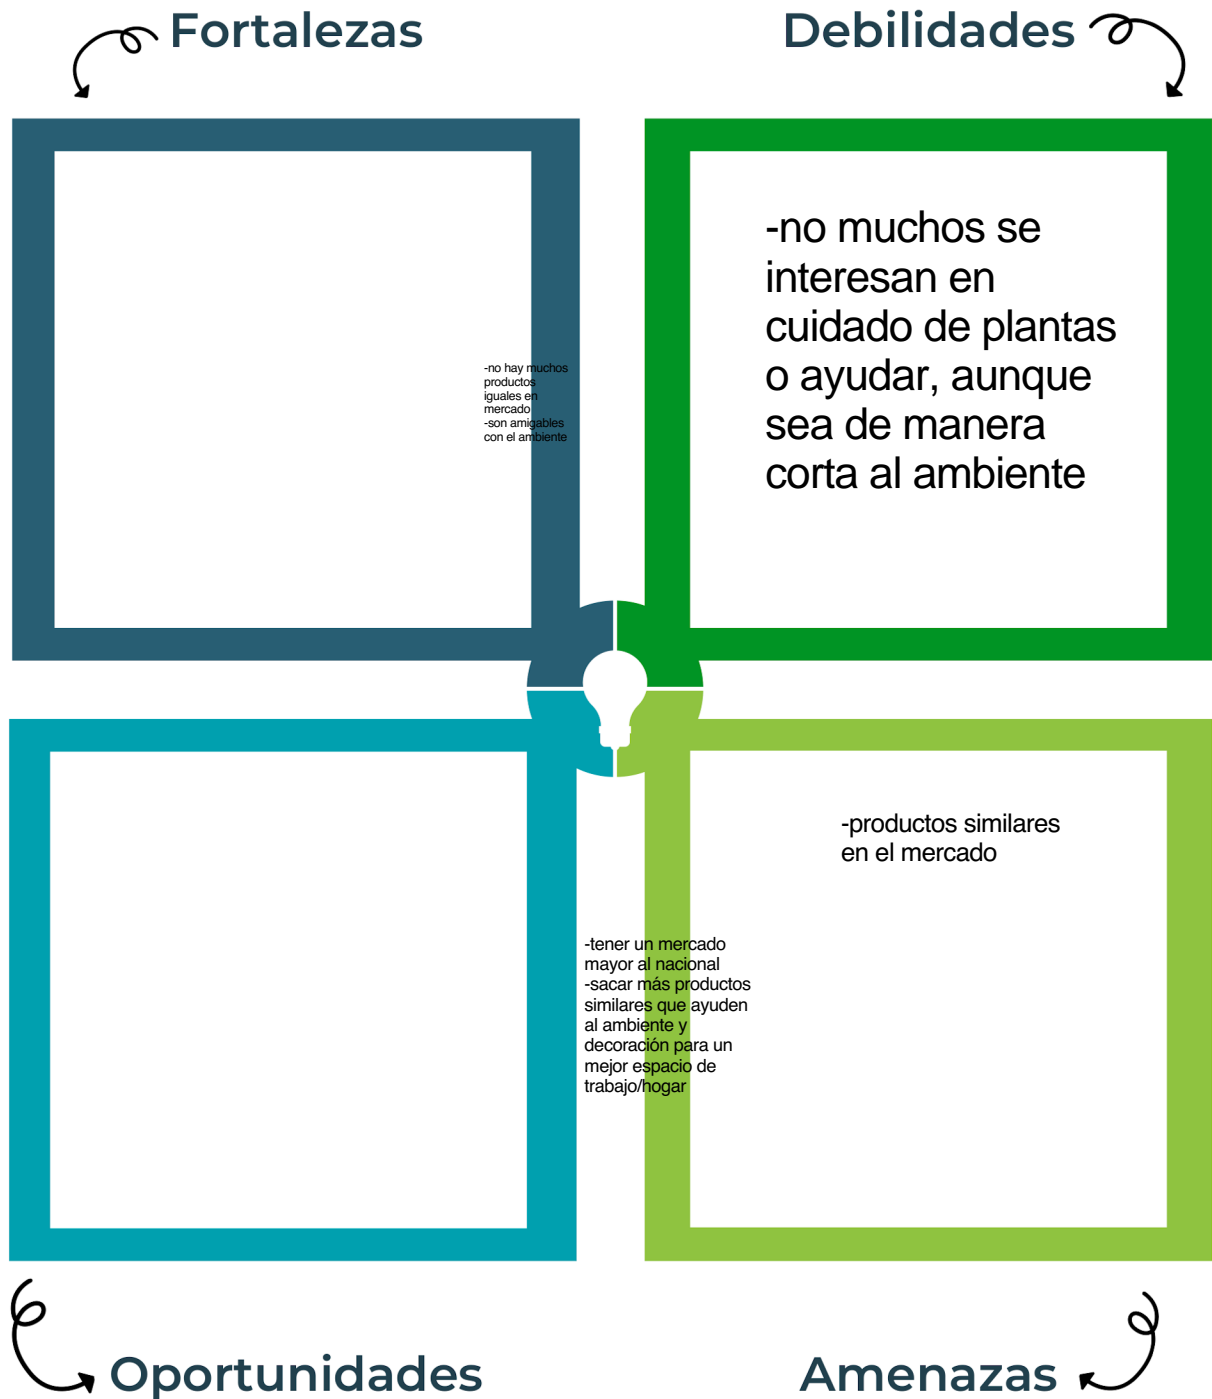 Fortalezas
-no hay muchos
productos
iguales en
mercado
-son amigables
con el ambiente
Debilidades
-no muchos se
interesan en
cuidado de plantas
o ayudar, aunque
sea de manera
corta al ambiente
-tener un mercado
mayor al nacional
-sacar más productos
similares que ayuden
al ambiente y
decoración para un
mejor espacio de
trabajo/hogar
Oportunidades
-productos similares
en el mercado
Amenazas